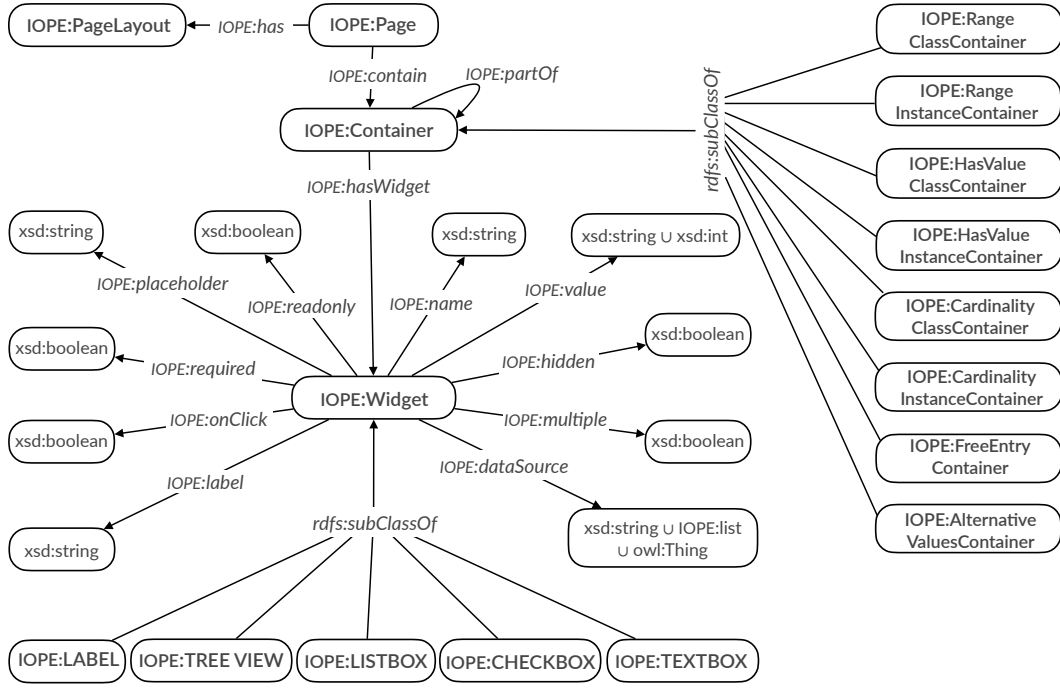 IOPE:PageLayout
IOPE:has
IOPE:Page
IOPE:Range
ClassContainer
IOPE:contain
IOPE:partOf
rdfs:subClassOf
IOPE:Range
InstanceContainer
IOPE:Container
IOPE:HasValue
ClassContainer
IOPE:hasWidget
xsd:string
xsd:boolean
xsd:string
xsd:string ∪ xsd:int
IOPE:HasValue
InstanceContainer
IOPE:placeholder
IOPE:readonly
IOPE:name
IOPE:value
IOPE:Cardinality
ClassContainer
xsd:boolean
IOPE:required
IOPE:hidden
xsd:boolean
IOPE:Widget
IOPE:Cardinality
InstanceContainer
xsd:boolean
IOPE:onClick
IOPE:multiple
xsd:boolean
IOPE:FreeEntry
Container
IOPE:label
IOPE:dataSource
rdfs:subClassOf
xsd:string
xsd:string ∪ IOPE:list
∪ owl:Thing
IOPE:Alternative
ValuesContainer
IOPE:LABEL
IOPE:TREE VIEW
IOPE:LISTBOX
IOPE:CHECKBOX
IOPE:TEXTBOX